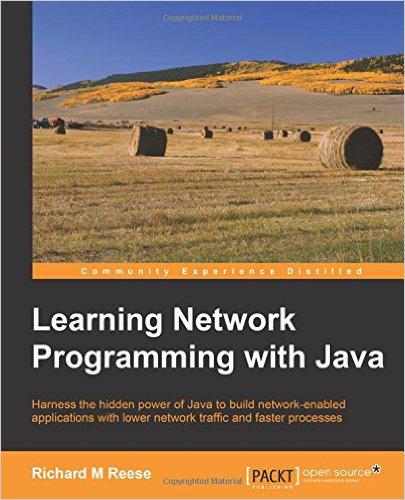 Copyrighted Material
Community Experience Distilled
Learning Network
Programming with Java
Harness the hidden power of Java to build network-enabled
applications with lower network traffic and faster processes
Richard M Reese
[PACKT] open source*
PUBLISHING community experience distilled
Copyrighted Material